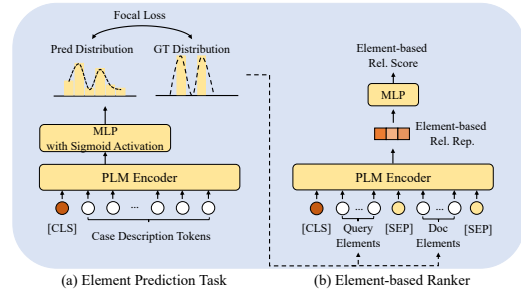 Focal Loss
Pred Distribution
GT Distribution
MLP
with Sigmoid Activation
PLM Encoder
[CLS]
...
Case Description Tokens
(a) Element Prediction Task
Element-based
Rel. Score
MLP
Element-based
Rel. Rep.
PLM Encoder
... ...
[CLS] Query Elements [SEP] Doc Elements [SEP]
(b) Element-based Ranker